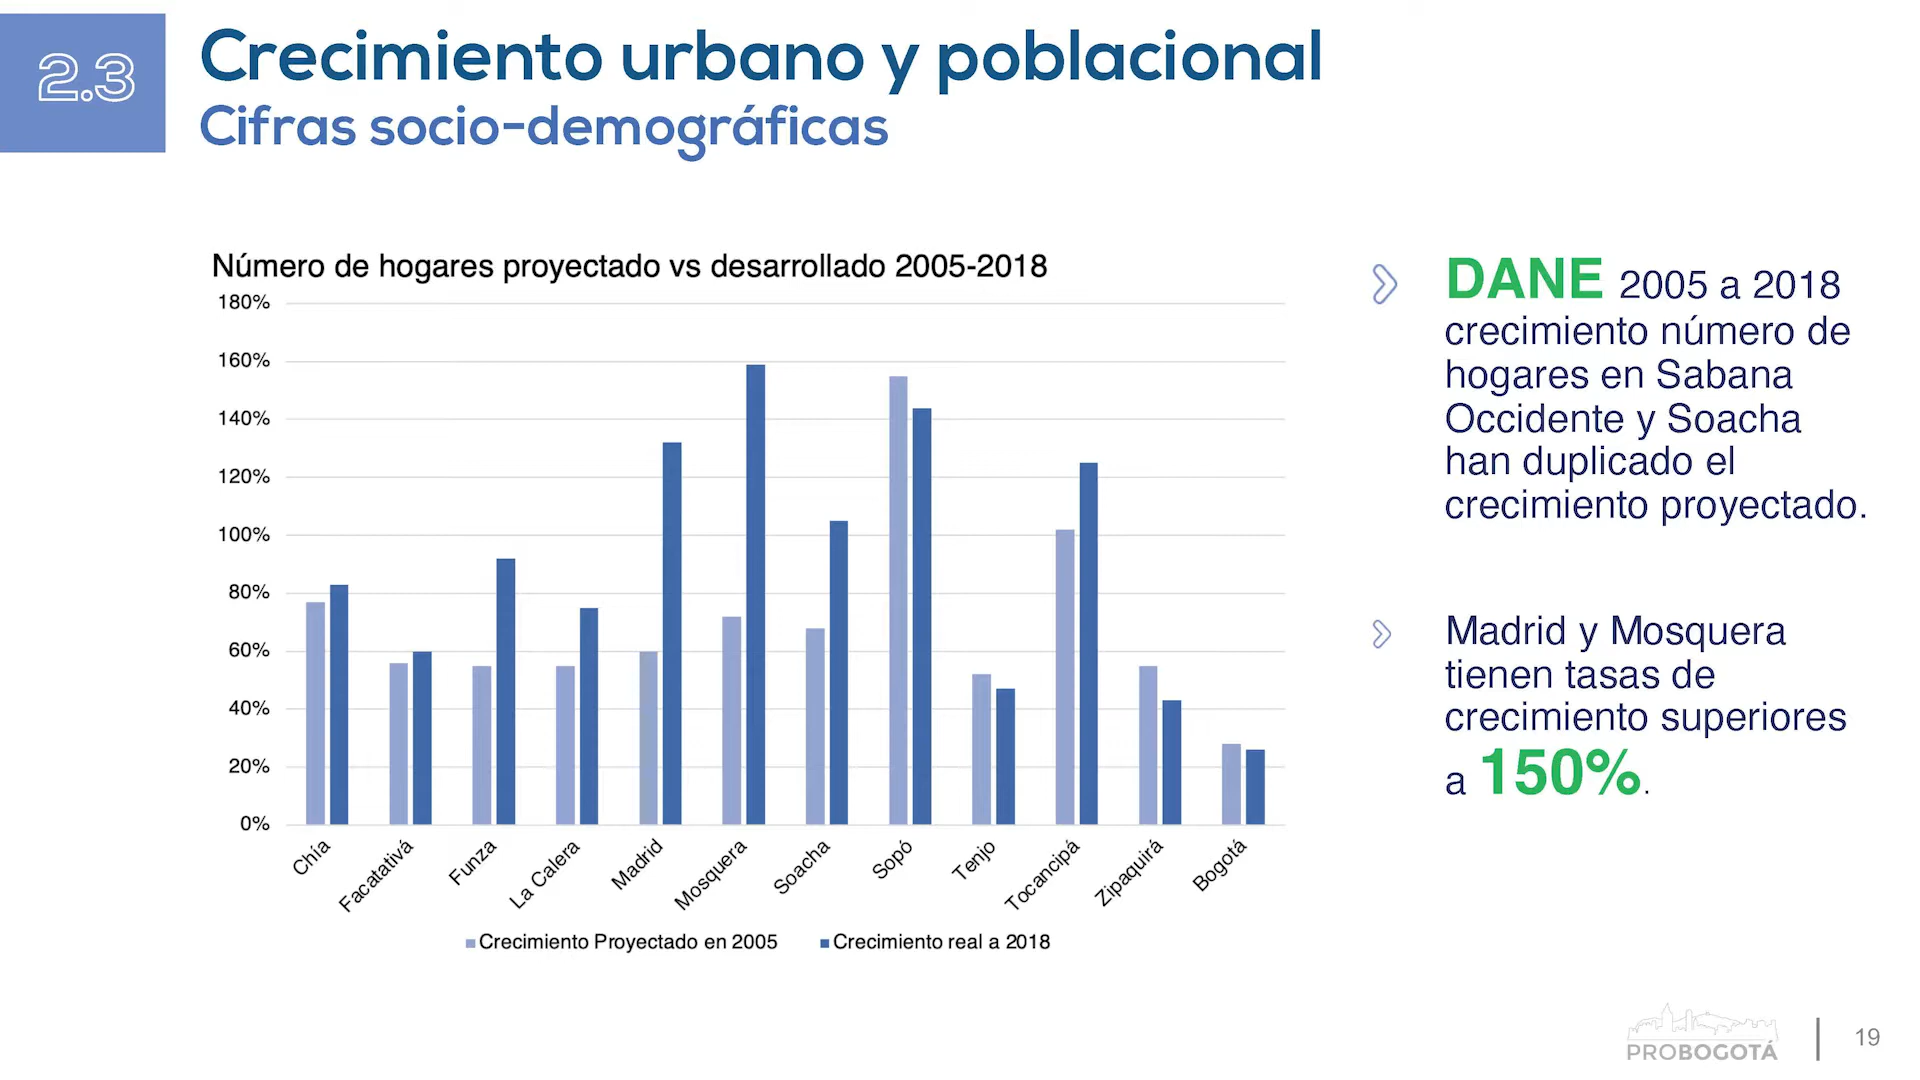 2.3
Crecimiento urbano y poblacional
Cifras socio-demográficas
Número de hogares proyectado vs desarrollado 2005-2018
180%
160%
140%
120%
100%
80%
60%
40%
20%
0%
Chía
Facatativá
Funza
La Calera
Madrid
Mosquera
Soacha
Sopó
Tenjo
Tocancipá
Zipaquirá
Bogotá
Crecimiento Proyectado en 2005
Crecimiento real a 2018
DANE 2005 a 2018
crecimiento número de
hogares en Sabana
Occidente y Soacha
han duplicado el
crecimiento proyectado.
Madrid y Mosquera
tienen tasas de
crecimiento superiores
a 150%.
PROBOGOTÁ
19